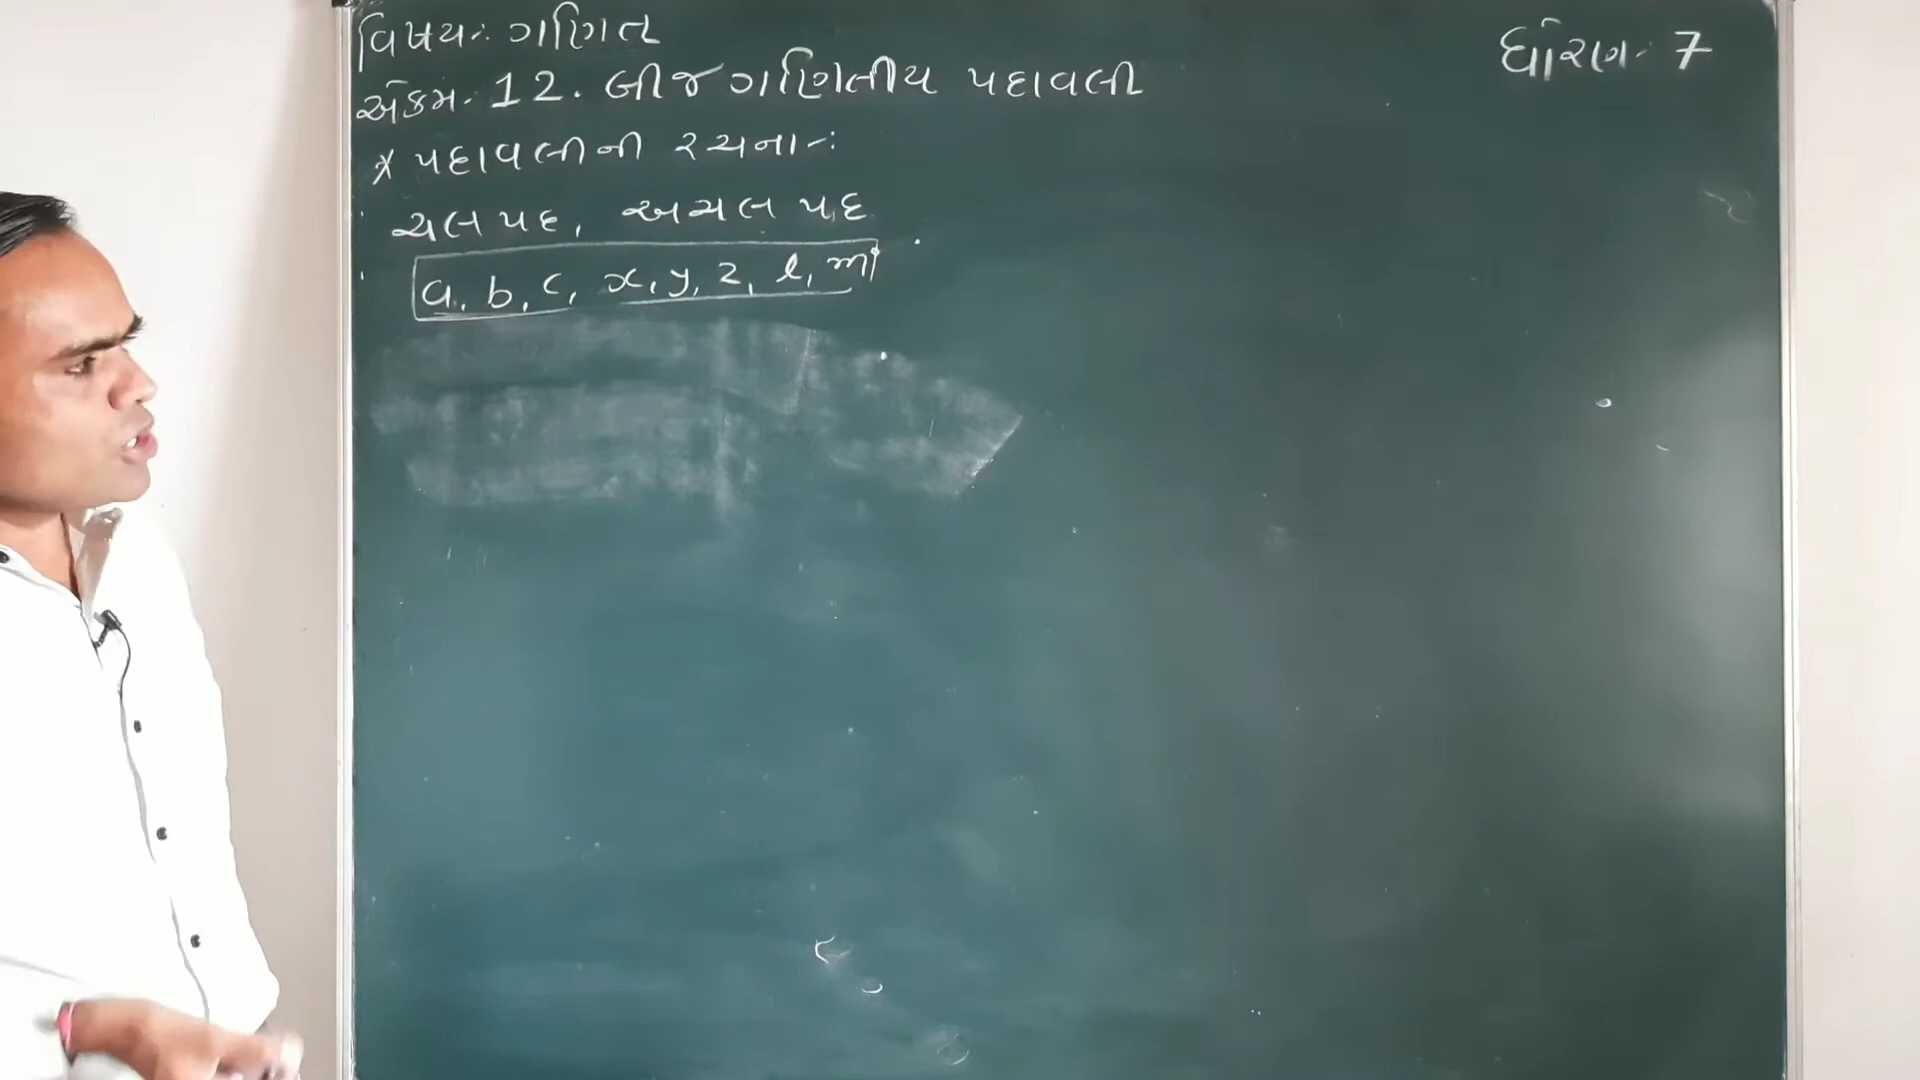 વિષય:- ગણિત
ધોરણ:- 7
એકમ:- 12. બીજગણિતીય પદાવલી
* પદાવલીની રચના:-
ચલ પદ, અચલ પદ
a, b, c, x, y, z, l, m